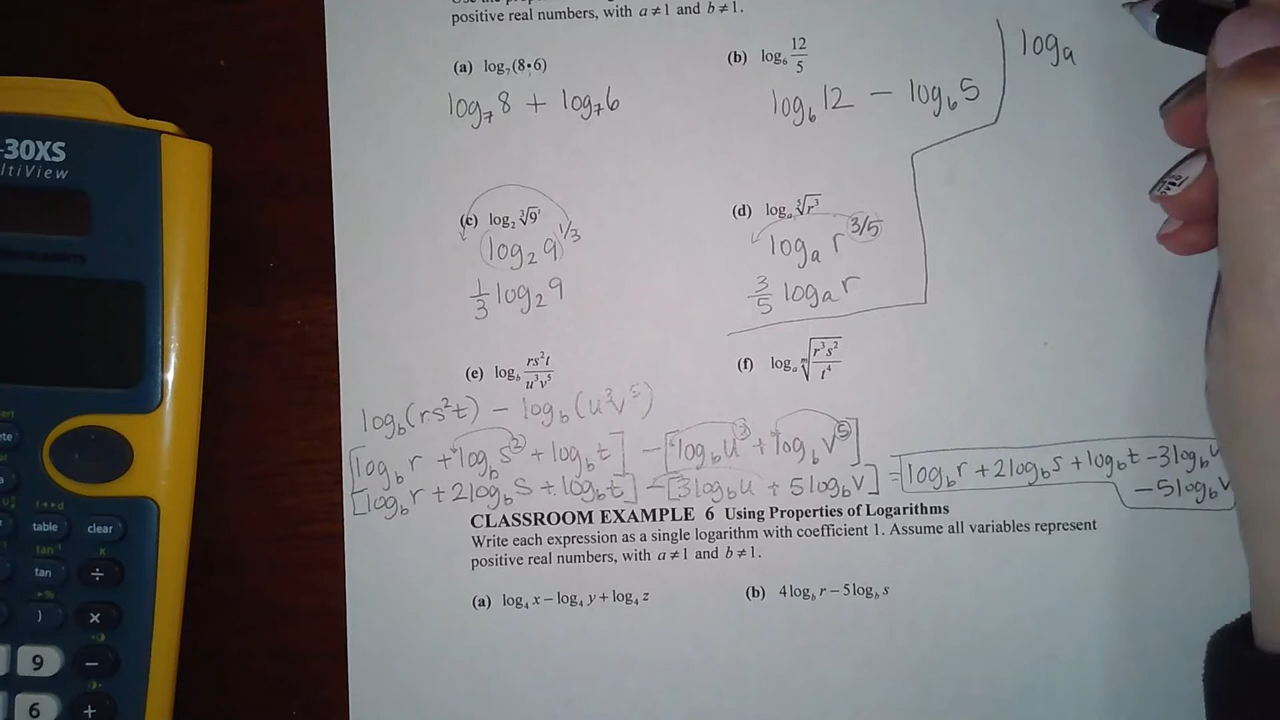 positive real numbers, with a ≠ 1 and b ≠ 1.
(a) log₇(8•6)
log₇8 + log₇6
(b) log₆ 12/5
log₆12 − log₆5
logₐ
(c) log₂ ∛9
log₂9^(1/3)
1/3 log₂9
(d) logₐ ⁵√r³
logₐ r^(3/5)
3/5 logₐ r
(e) log_b rs²t/u³v⁵
log_b(rs²t) − log_b(u³v⁵)
[log_b r + log_b s² + log_b t] − [log_b u³ + log_b v⁵]
[log_b r + 2log_b s + log_b t] − [3log_b u + 5log_b v] = log_b r + 2log_b s + log_b t − 3log_b u
− 5log_b v
(f) logₐ ᵐ√(r³s²/t⁴)
CLASSROOM EXAMPLE 6 Using Properties of Logarithms
Write each expression as a single logarithm with coefficient 1. Assume all variables represent
positive real numbers, with a ≠ 1 and b ≠ 1.
(a) log₄ x − log₄ y + log₄ z
(b) 4 log_b r − 5 log_b s
-30XS
ltiView
table
clear
tan⁻¹
tan
÷
)
×
9
−
6
+